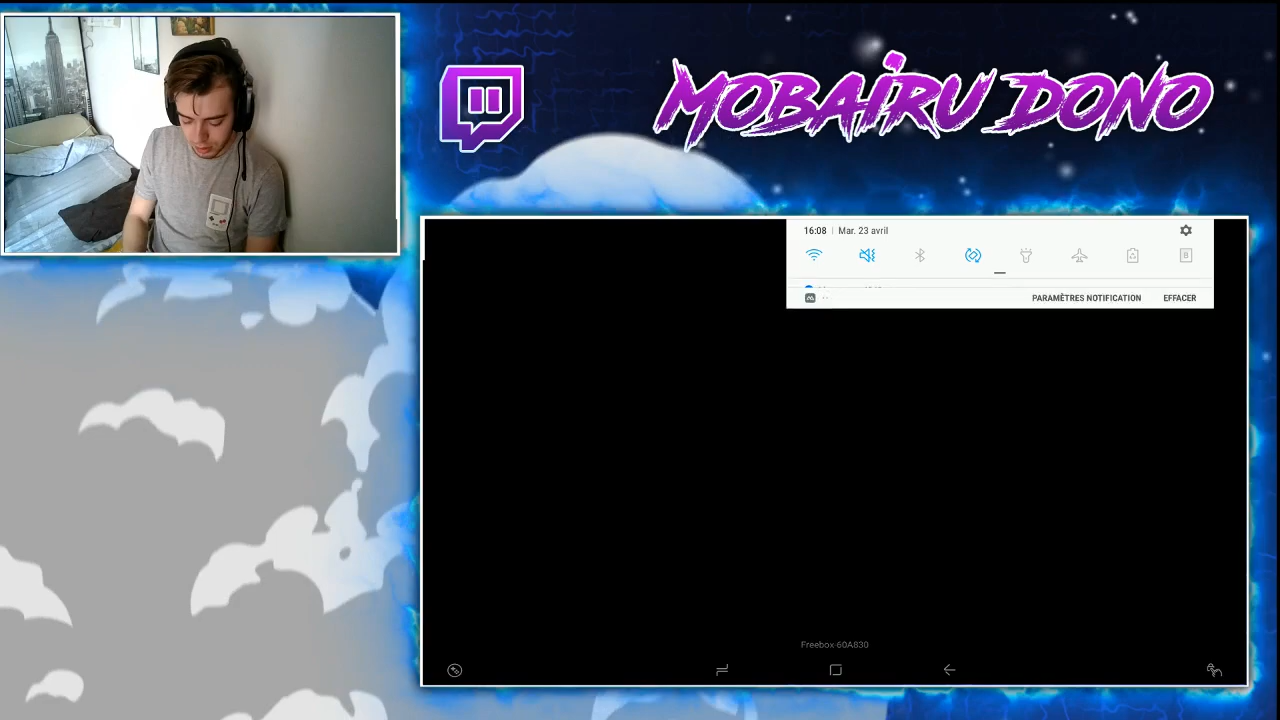 MOBAIRU DONO
16:08 | Mar. 23 avril
PARAMÈTRES NOTIFICATION EFFACER
Freebox-60A830